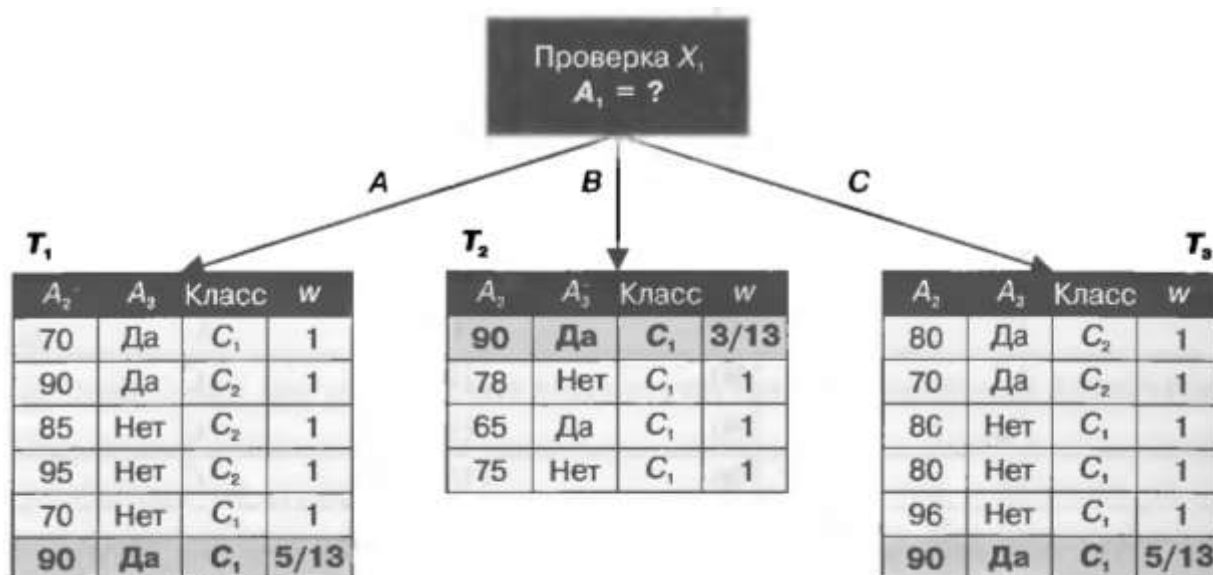 Проверка X₁
A₁ = ?
A B C
T₁ T₂ T₃
A₂ A₃ Класс w
70 Да C₁ 1
90 Да C₂ 1
85 Нет C₂ 1
95 Нет C₂ 1
70 Нет C₁ 1
90 Да C₁ 5/13
A₂ A₃ Класс w
90 Да C₁ 3/13
78 Нет C₁ 1
65 Да C₁ 1
75 Нет C₁ 1
A₂ A₃ Класс w
80 Да C₂ 1
70 Да C₂ 1
80 Нет C₁ 1
80 Нет C₁ 1
96 Нет C₁ 1
90 Да C₁ 5/13